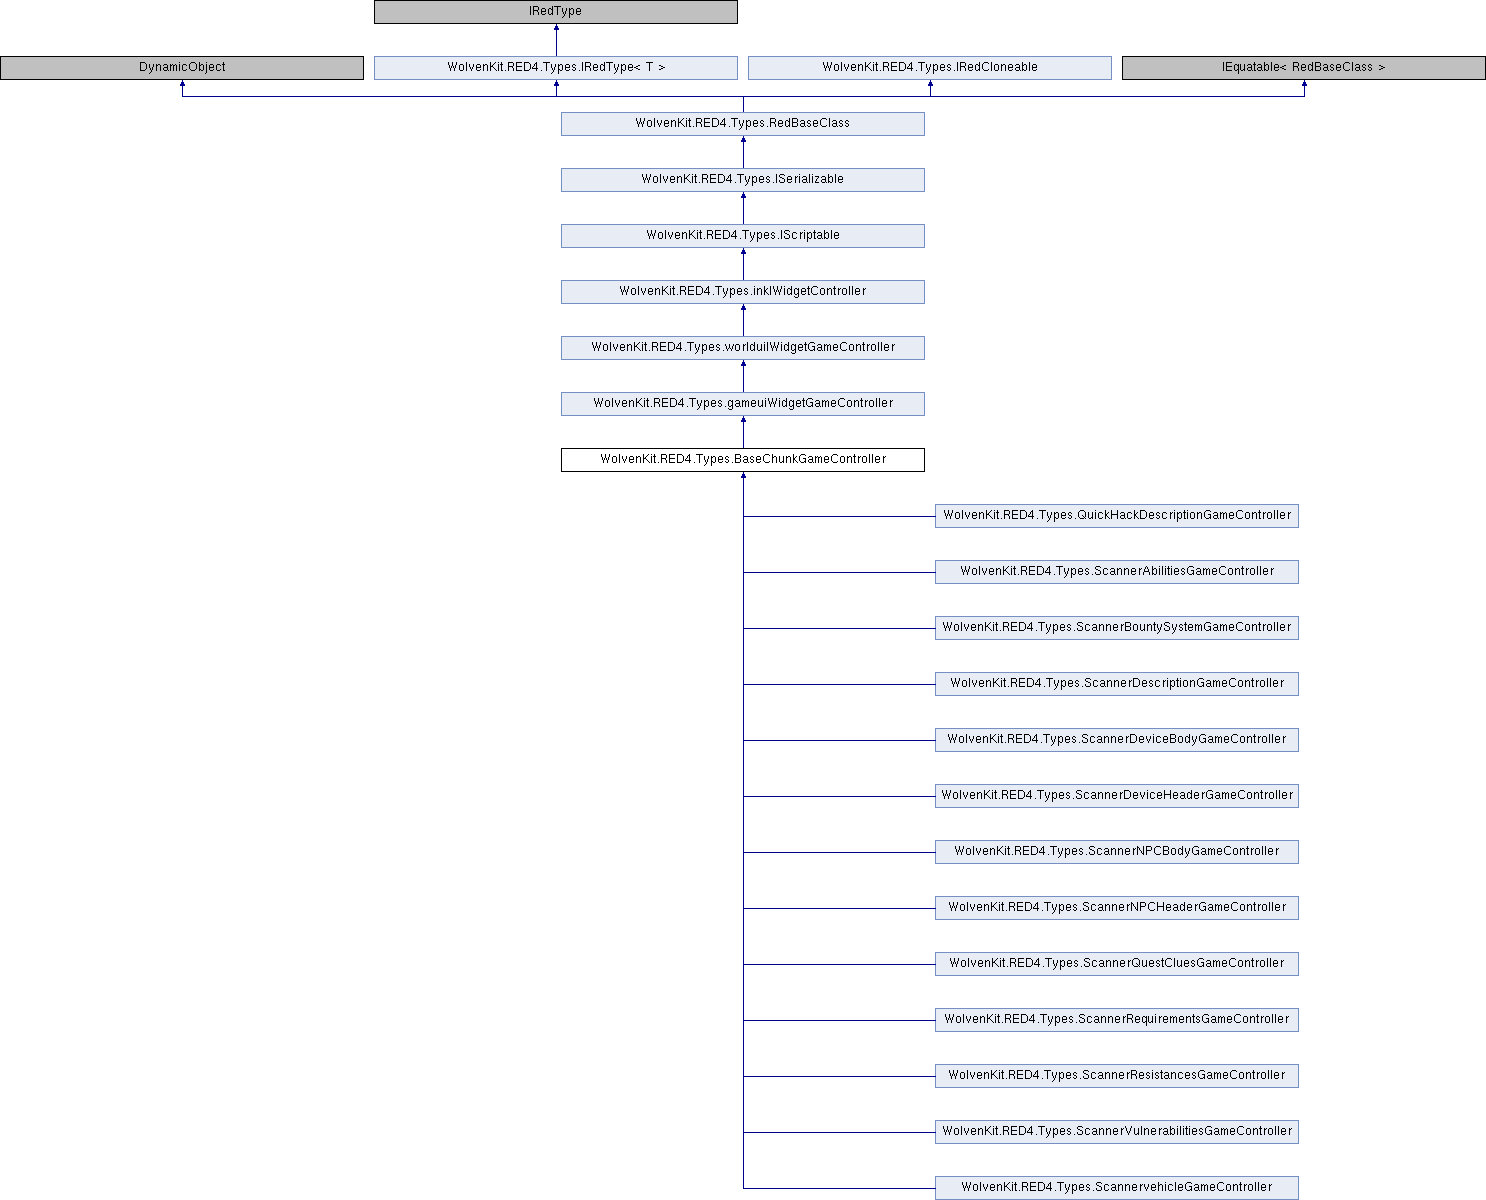 IRedType
DynamicObject
WolvenKit.RED4.Types.IRedType< T >
WolvenKit.RED4.Types.IRedCloneable
IEquatable< RedBaseClass >
WolvenKit.RED4.Types.RedBaseClass
WolvenKit.RED4.Types.ISerializable
WolvenKit.RED4.Types.IScriptable
WolvenKit.RED4.Types.inkIWidgetController
WolvenKit.RED4.Types.worlduiIWidgetGameController
WolvenKit.RED4.Types.gameuiWidgetGameController
WolvenKit.RED4.Types.BaseChunkGameController
WolvenKit.RED4.Types.QuickHackDescriptionGameController
WolvenKit.RED4.Types.ScannerAbilitiesGameController
WolvenKit.RED4.Types.ScannerBountySystemGameController
WolvenKit.RED4.Types.ScannerDescriptionGameController
WolvenKit.RED4.Types.ScannerDeviceBodyGameController
WolvenKit.RED4.Types.ScannerDeviceHeaderGameController
WolvenKit.RED4.Types.ScannerNPCBodyGameController
WolvenKit.RED4.Types.ScannerNPCHeaderGameController
WolvenKit.RED4.Types.ScannerQuestCluesGameController
WolvenKit.RED4.Types.ScannerRequirementsGameController
WolvenKit.RED4.Types.ScannerResistancesGameController
WolvenKit.RED4.Types.ScannerVulnerabilitiesGameController
WolvenKit.RED4.Types.ScannervehicleGameController